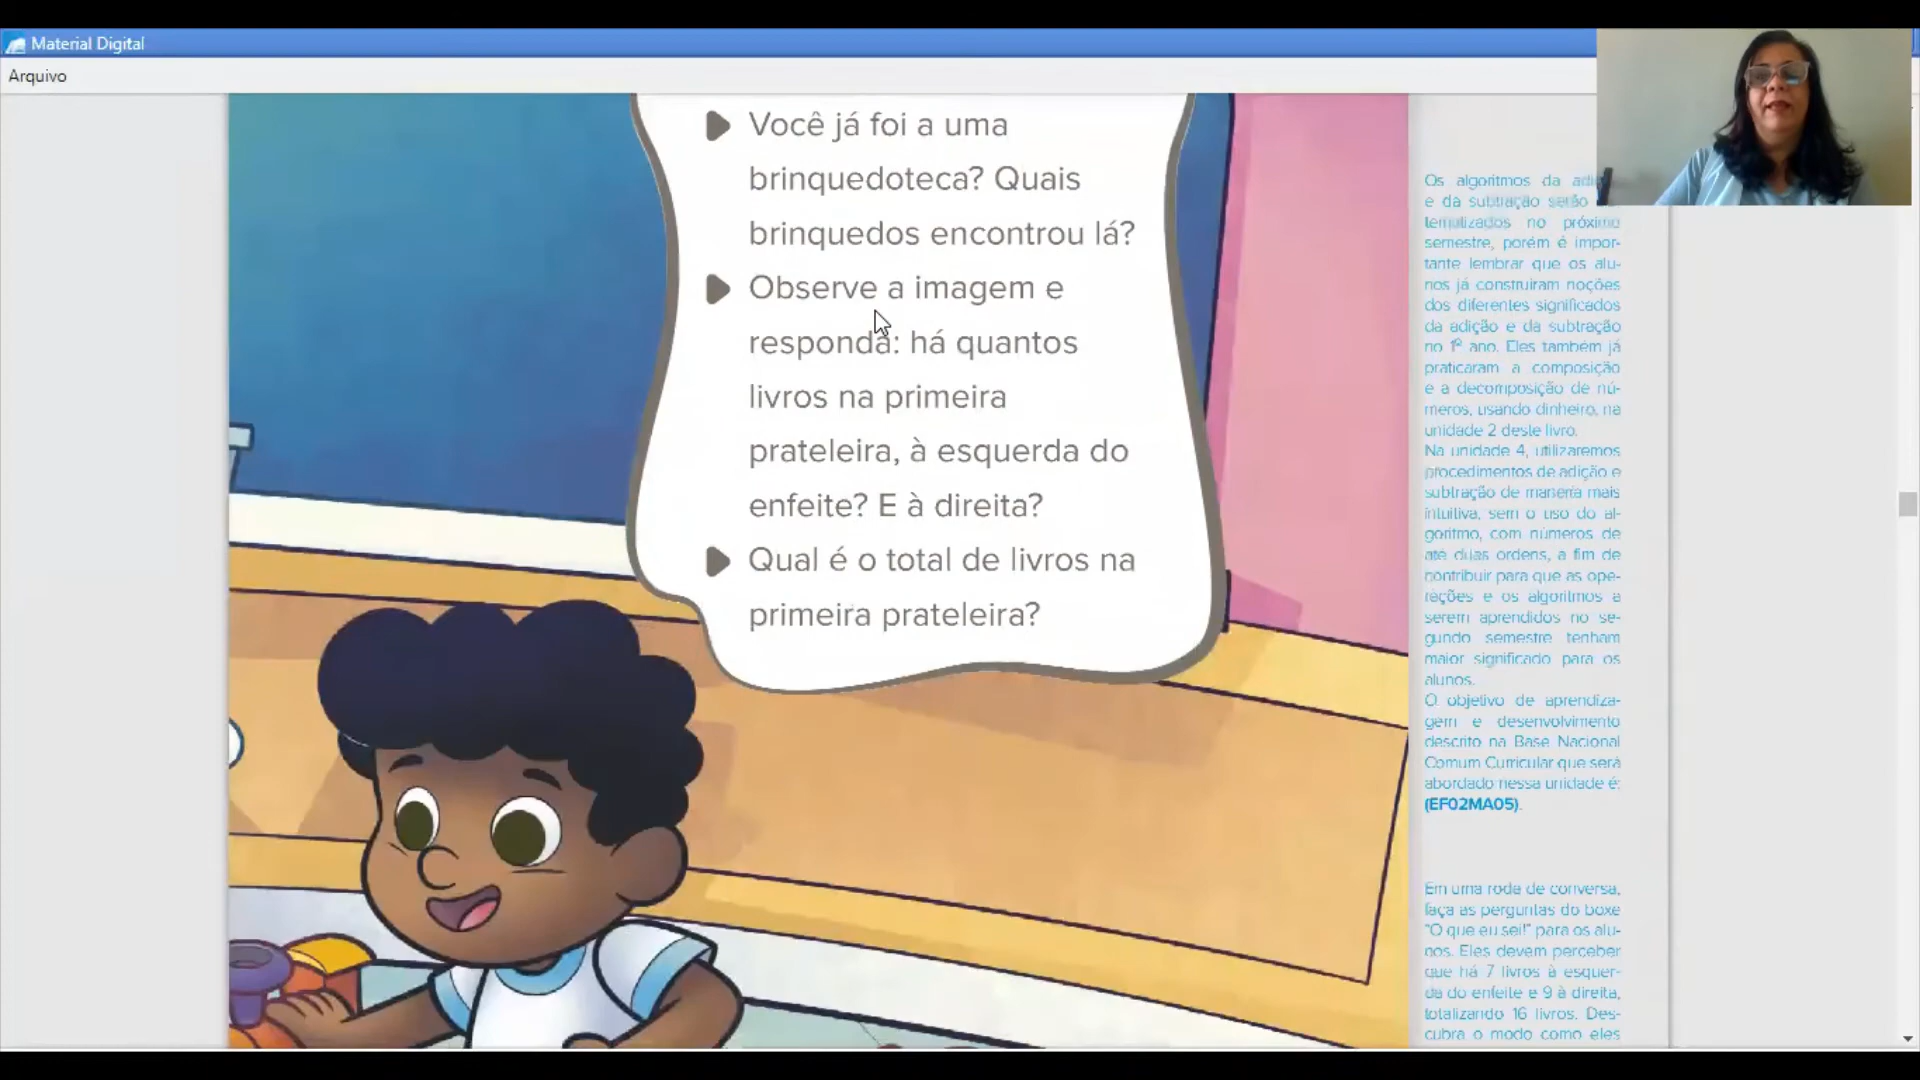 Material Digital
Arquivo
Você já foi a uma
brinquedoteca? Quais
brinquedos encontrou lá?
Observe a imagem e
responda: há quantos
livros na primeira
prateleira, à esquerda do
enfeite? E à direita?
Qual é o total de livros na
primeira prateleira?
Os algoritmos da
e da subtração serão
tematizados no próximo
semestre, porém é impor-
tante lembrar que os alu-
nos já construíram noções
dos diferentes significados
da adição e da subtração
no 1º ano. Eles também já
praticaram a composição
e a decomposição de nú-
meros, usando dinheiro, na
unidade 2 deste livro.
Na unidade 4, utilizaremos
procedimentos de adição e
subtração de maneira mais
intuitiva, sem o uso do al-
goritmo, com números de
até duas ordens, a fim de
contribuir para que as ope-
rações e os algoritmos a
serem aprendidos no se-
gundo semestre tenham
maior significado para os
alunos.
O objetivo de aprendiza-
gem e desenvolvimento
descrito na Base Nacional
Comum Curricular que será
abordado nessa unidade é:
(EF02MA05).
Em uma roda de conversa,
faça as perguntas do boxe
"O que eu sei!" para os alu-
nos. Eles devem perceber
que há 7 livros à esquer-
da do enfeite e 9 à direita,
totalizando 16 livros. Des-
cubra o modo como eles